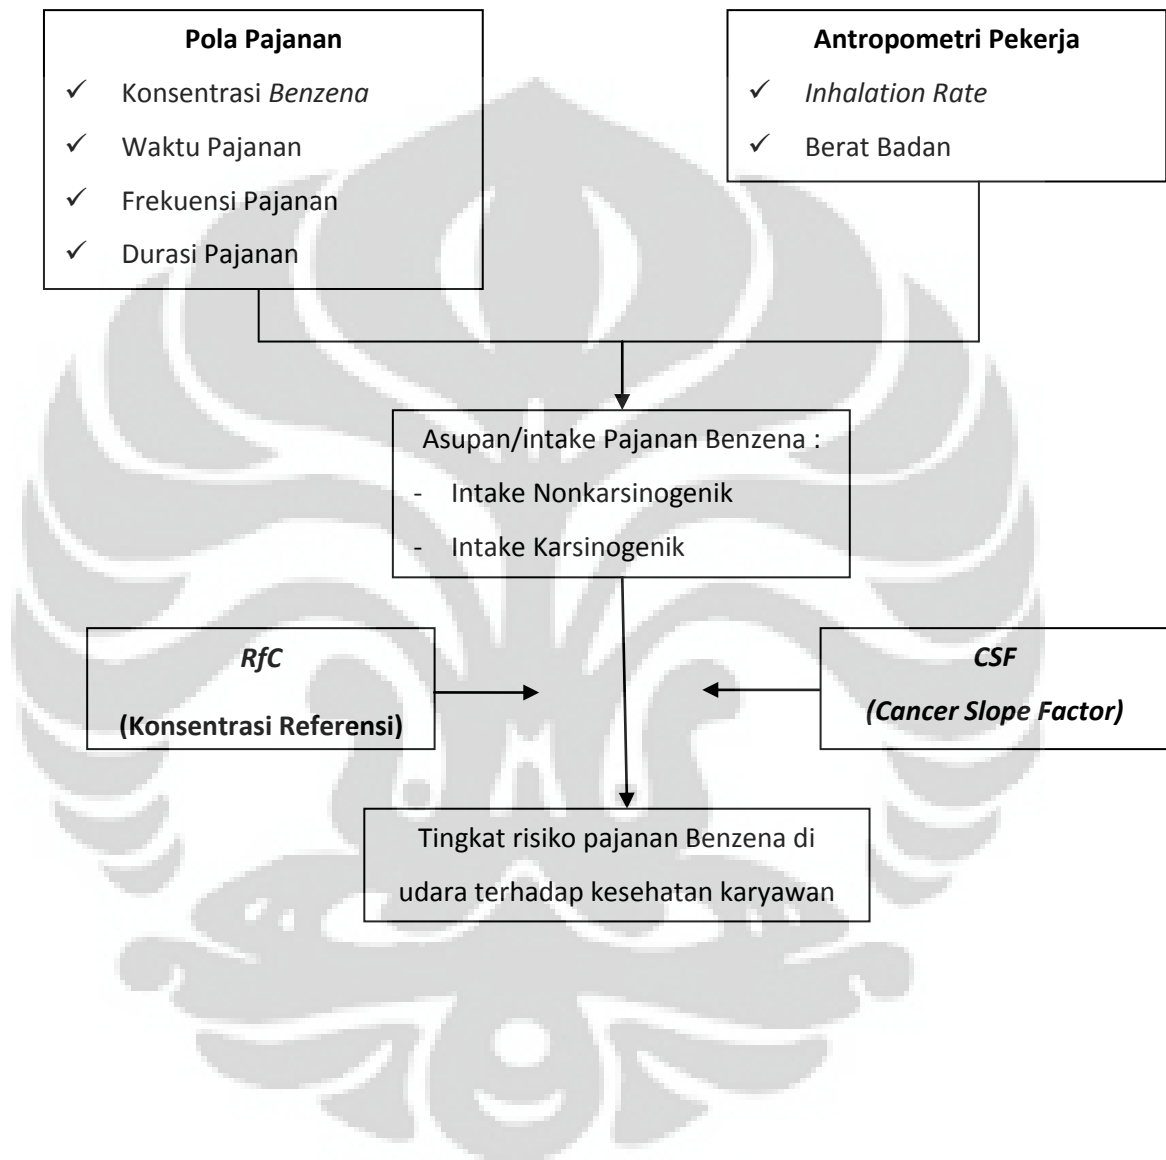 Pola Pajanan
✓ Konsentrasi Benzena
✓ Waktu Pajanan
✓ Frekuensi Pajanan
✓ Durasi Pajanan
Antropometri Pekerja
✓ Inhalation Rate
✓ Berat Badan
Asupan/intake Pajanan Benzena :
- Intake Nonkarsinogenik
- Intake Karsinogenik
RfC
(Konsentrasi Referensi)
CSF
(Cancer Slope Factor)
Tingkat risiko pajanan Benzena di
udara terhadap kesehatan karyawan